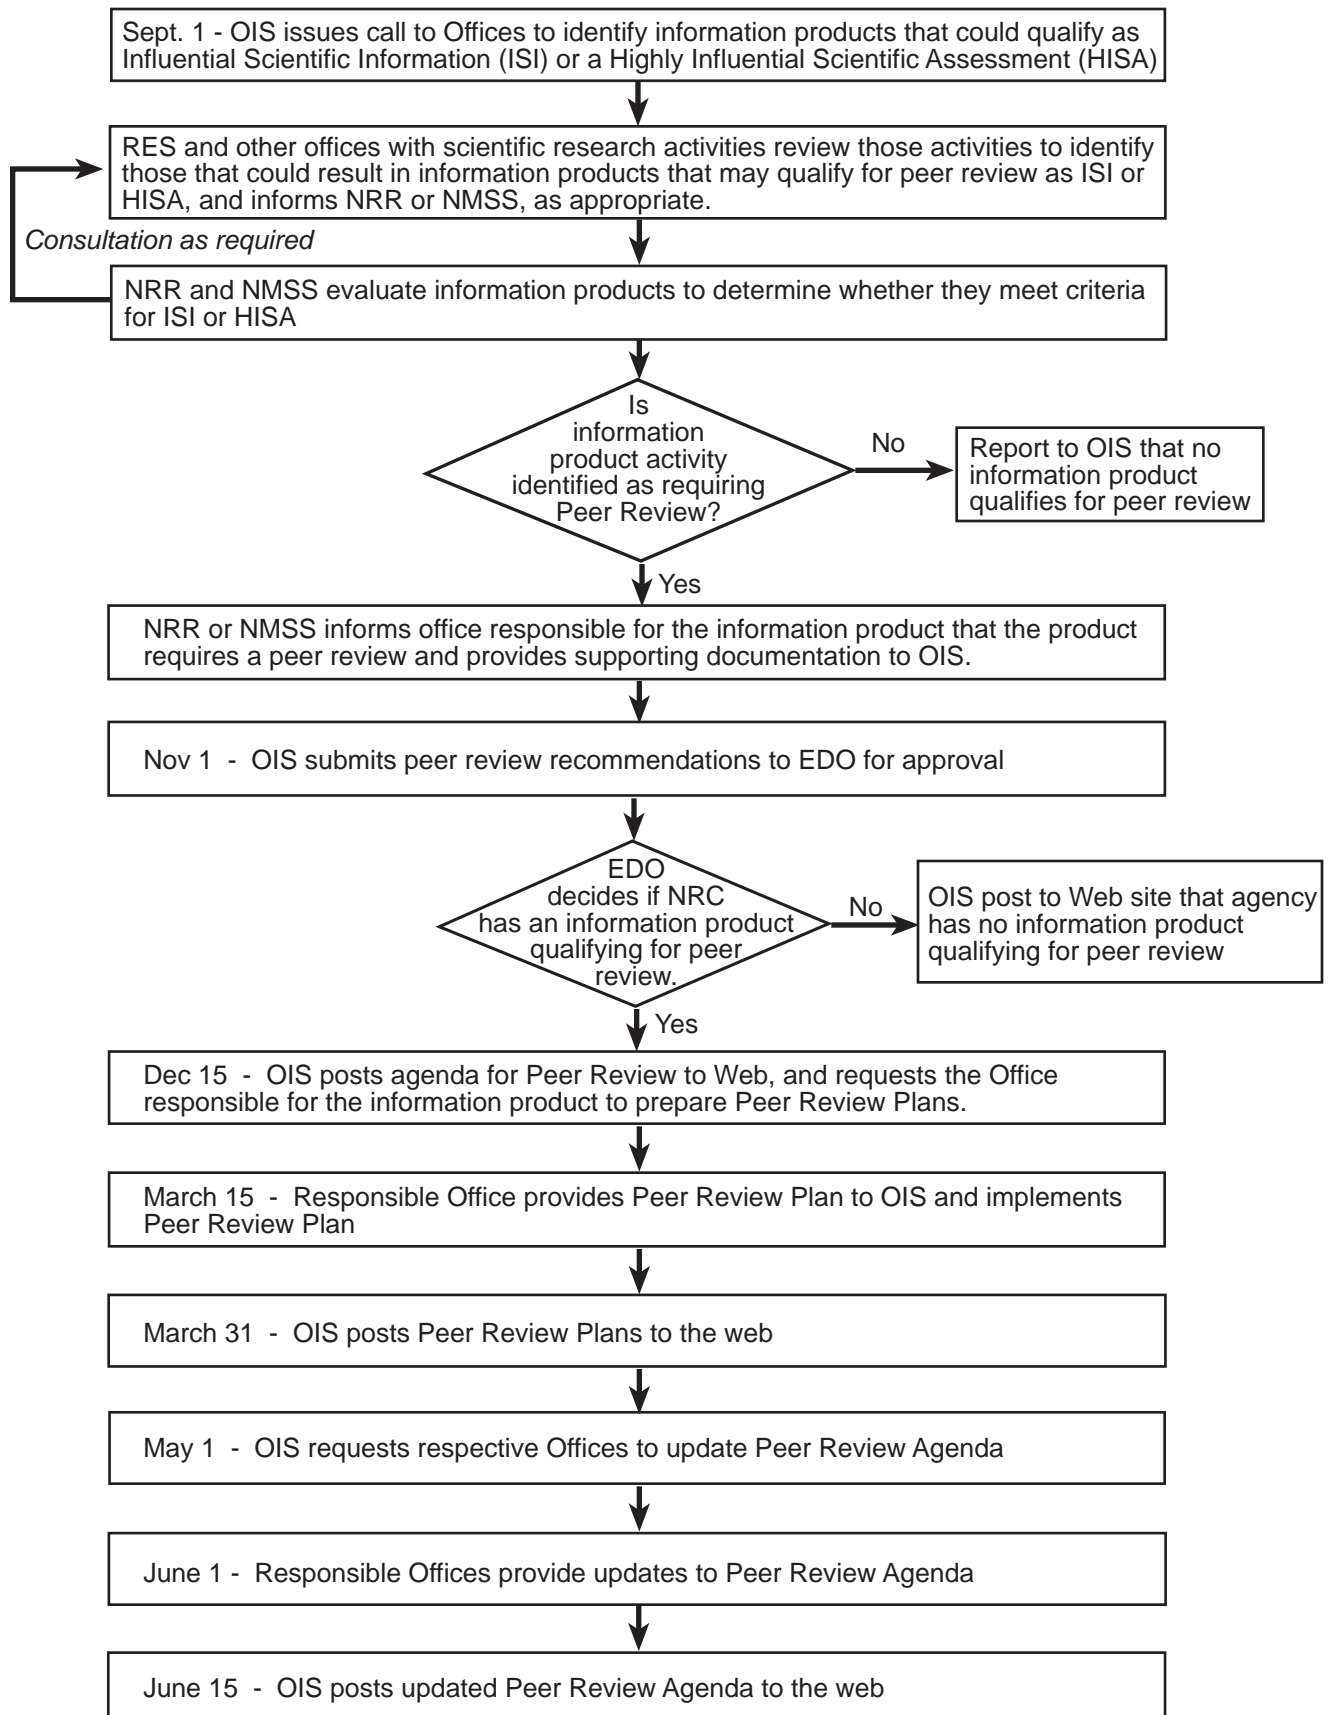 Sept. 1 - OIS issues call to Offices to identify information products that could qualify as
Influential Scientific Information (ISI) or a Highly Influential Scientific Assessment (HISA)
RES and other offices with scientific research activities review those activities to identify
those that could result in information products that may qualify for peer review as ISI or
HISA, and informs NRR or NMSS, as appropriate.
Consultation as required
NRR and NMSS evaluate information products to determine whether they meet criteria
for ISI or HISA
Is
information
product activity
identified as requiring
Peer Review?
No
Report to OIS that no
information product
qualifies for peer review
Yes
NRR or NMSS informs office responsible for the information product that the product
requires a peer review and provides supporting documentation to OIS.
Nov 1 - OIS submits peer review recommendations to EDO for approval
EDO
decides if NRC
has an information product
qualifying for peer
review.
No
OIS post to Web site that agency
has no information product
qualifying for peer review
Yes
Dec 15 - OIS posts agenda for Peer Review to Web, and requests the Office
responsible for the information product to prepare Peer Review Plans.
March 15 - Responsible Office provides Peer Review Plan to OIS and implements
Peer Review Plan
March 31 - OIS posts Peer Review Plans to the web
May 1 - OIS requests respective Offices to update Peer Review Agenda
June 1 - Responsible Offices provide updates to Peer Review Agenda
June 15 - OIS posts updated Peer Review Agenda to the web